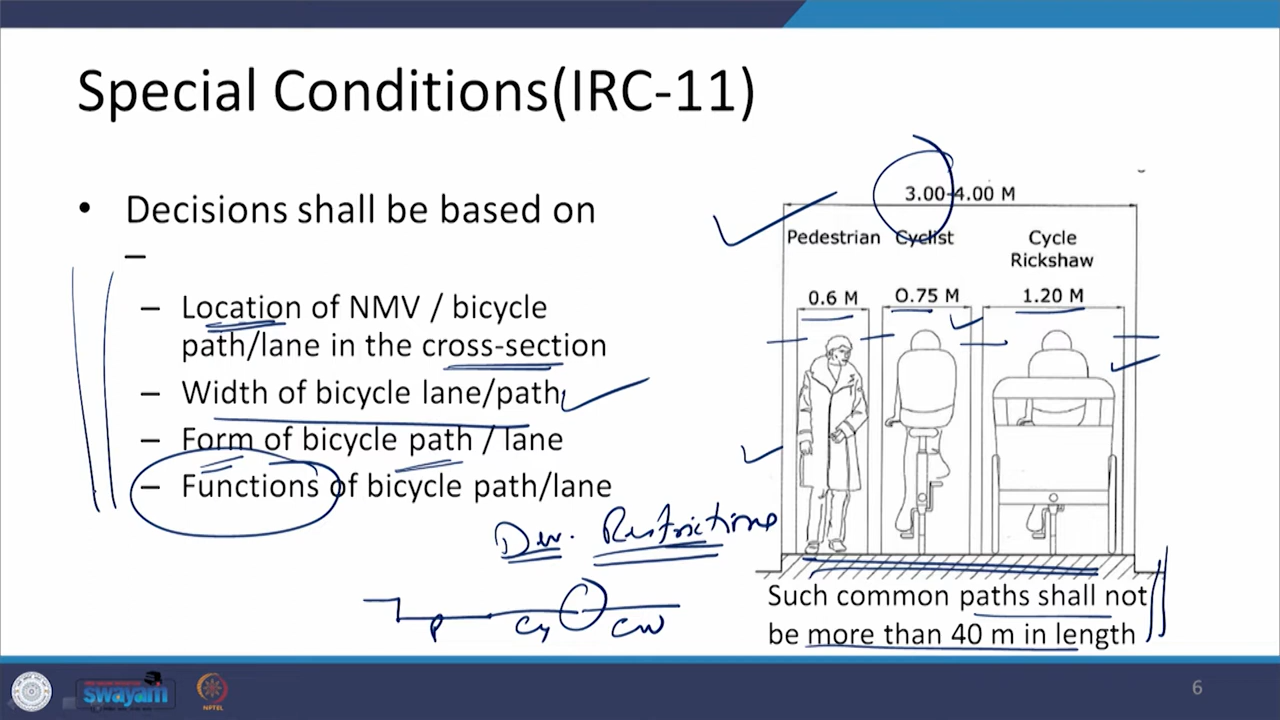 Special Conditions(IRC-11)
• Decisions shall be based on
–
– Location of NMV / bicycle
path/lane in the cross-section
– Width of bicycle lane/path
– Form of bicycle path / lane
– Functions of bicycle path/lane
3.00-4.00 M
Pedestrian Cyclist Cycle
Rickshaw
0.6 M 0.75 M 1.20 M
Restrictions
P Cy CW
Such common paths shall not
be more than 40 m in length
swayam
NPTEL
6